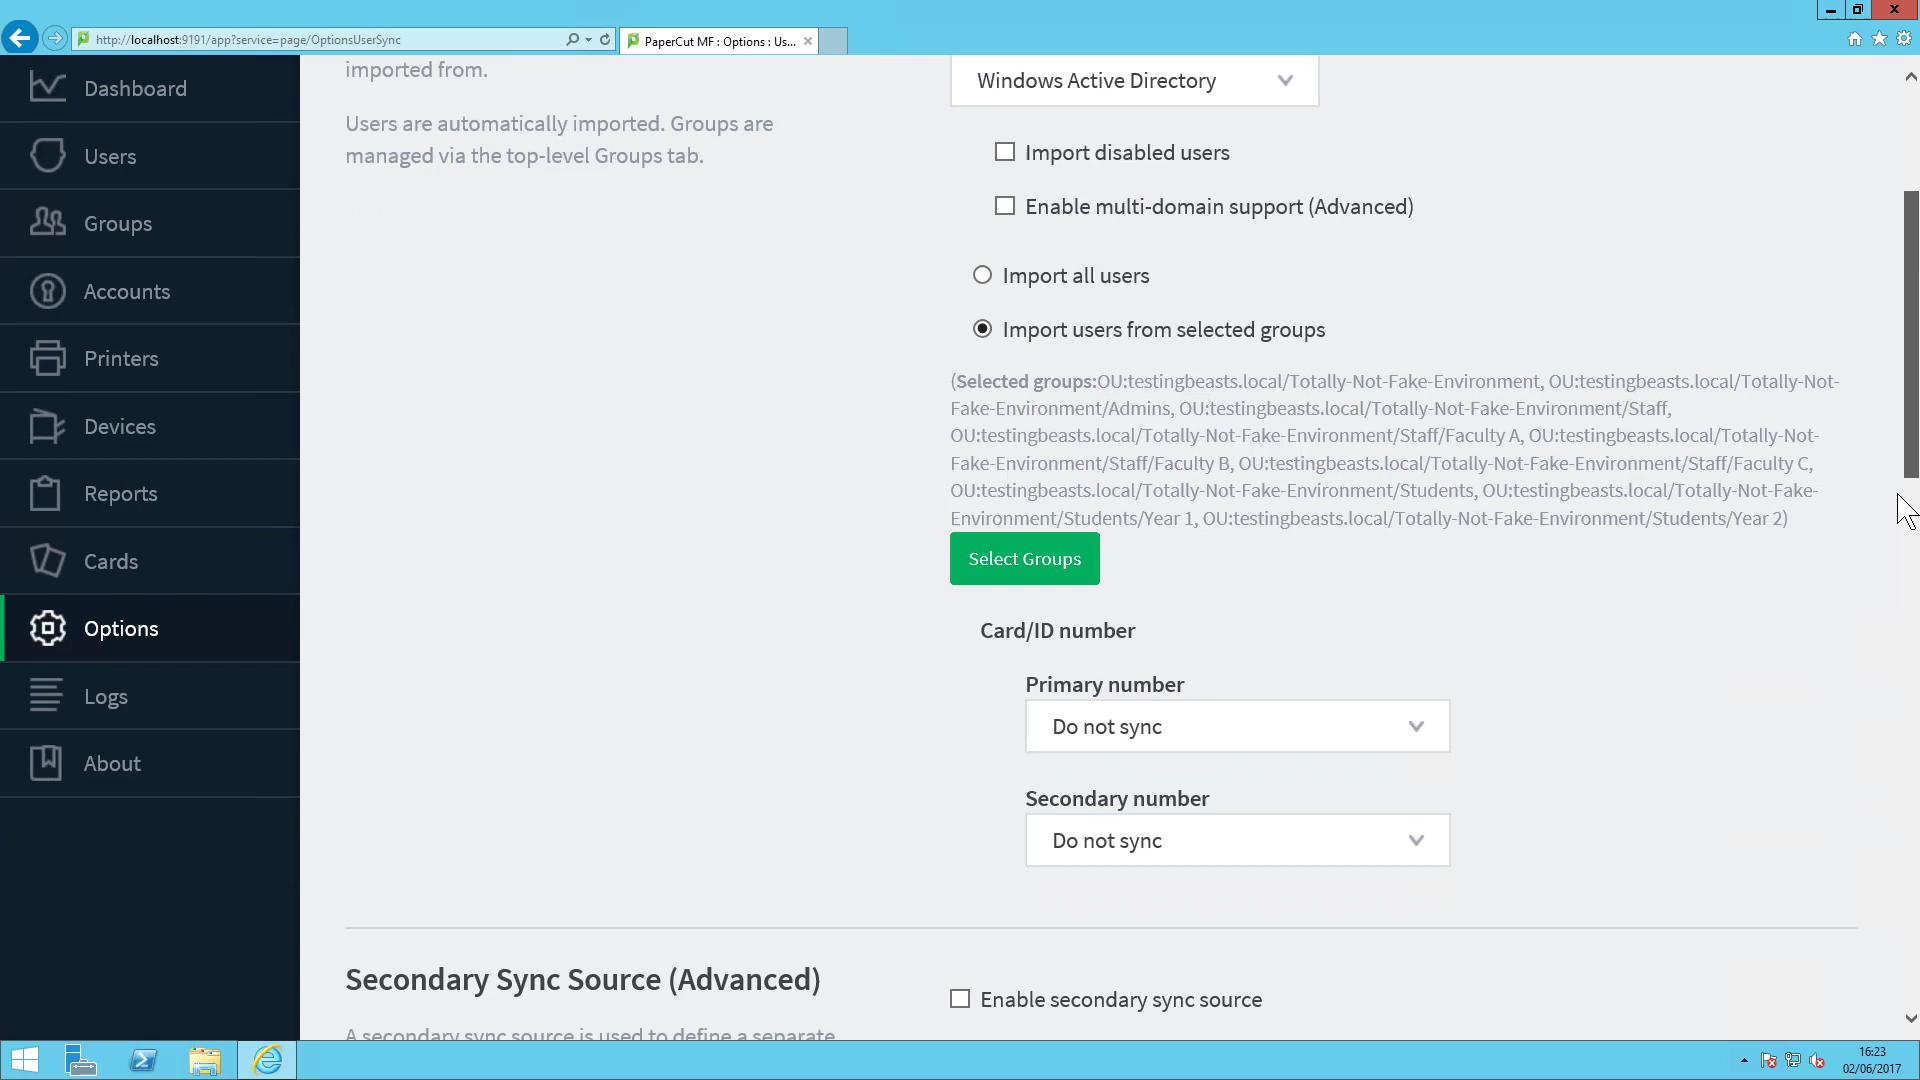 http://localhost:9191/app?service=page/OptionsUserSync
PaperCut MF : Options : Us...
Dashboard
Users
Groups
Accounts
Printers
Devices
Reports
Cards
Options
Logs
About
imported from.
Users are automatically imported. Groups are
managed via the top-level Groups tab.
Windows Active Directory
Import disabled users
Enable multi-domain support (Advanced)
Import all users
Import users from selected groups
(Selected groups:OU:testingbeasts.local/Totally-Not-Fake-Environment, OU:testingbeasts.local/Totally-Not-
Fake-Environment/Admins, OU:testingbeasts.local/Totally-Not-Fake-Environment/Staff,
OU:testingbeasts.local/Totally-Not-Fake-Environment/Staff/Faculty A, OU:testingbeasts.local/Totally-Not-
Fake-Environment/Staff/Faculty B, OU:testingbeasts.local/Totally-Not-Fake-Environment/Staff/Faculty C,
OU:testingbeasts.local/Totally-Not-Fake-Environment/Students, OU:testingbeasts.local/Totally-Not-Fake-
Environment/Students/Year 1, OU:testingbeasts.local/Totally-Not-Fake-Environment/Students/Year 2)
Select Groups
Card/ID number
Primary number
Do not sync
Secondary number
Do not sync
Secondary Sync Source (Advanced)
Enable secondary sync source
A secondary sync source is used to define a separate
16:23
02/06/2017